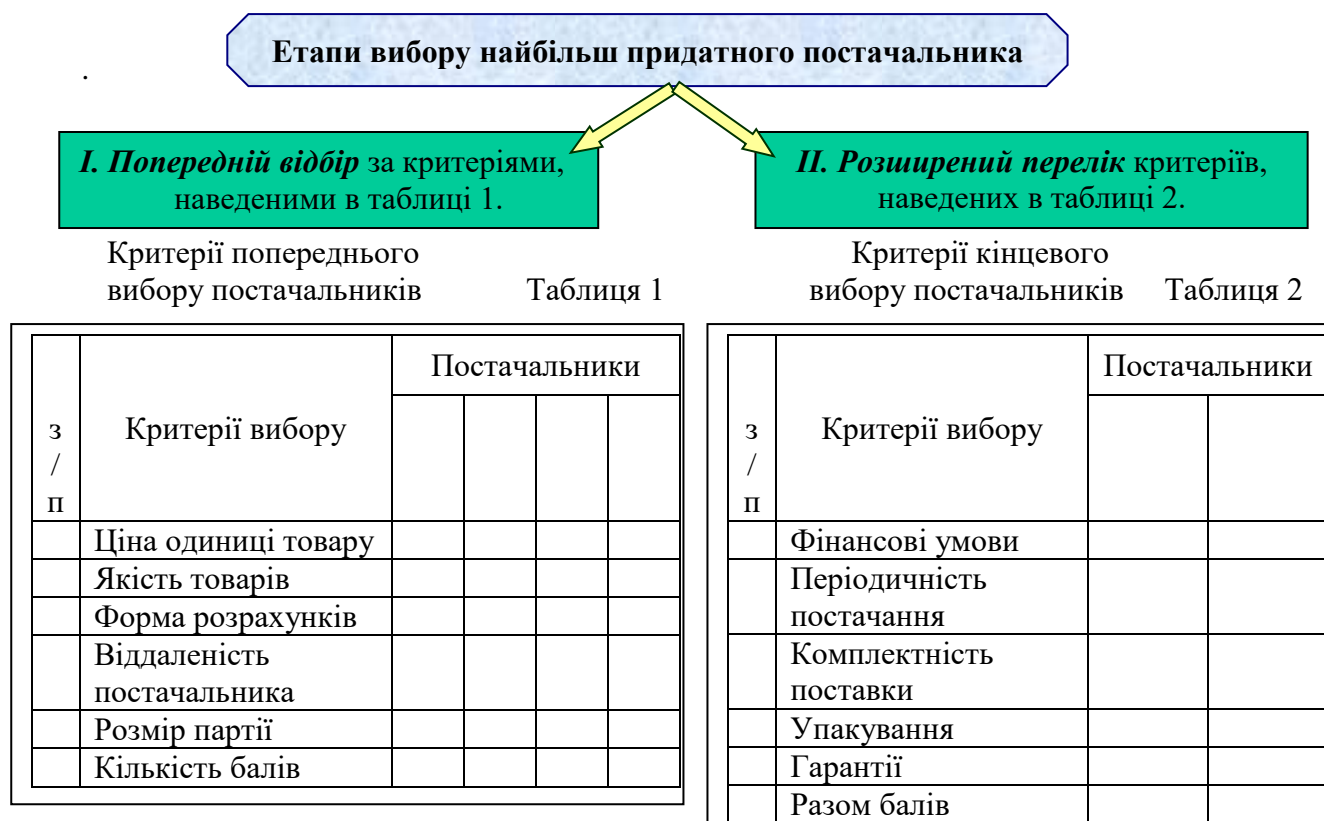 Етапи вибору найбільш придатного постачальника
.
I. Попередній відбір за критеріями,
наведеними в таблиці 1.
II. Розширений перелік критеріїв,
наведених в таблиці 2.
Критерії попереднього
вибору постачальників Таблиця 1
Критерії кінцевого
вибору постачальників Таблиця 2
з
/
п
Критерії вибору
Постачальники
Ціна одиниці товару
Якість товарів
Форма розрахунків
Віддаленість
постачальника
Розмір партії
Кількість балів
з
/
п
Критерії вибору
Постачальники
Фінансові умови
Періодичність
постачання
Комплектність
поставки
Упакування
Гарантії
Разом балів